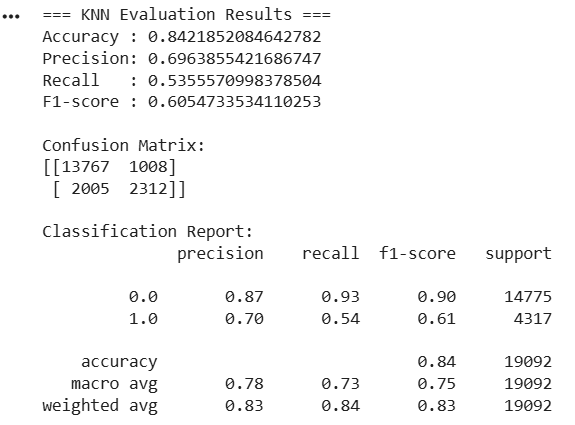 ••• === KNN Evaluation Results ===
Accuracy : 0.8421852084642782
Precision: 0.6963855421686747
Recall   : 0.5355570998378504
F1-score : 0.6054733534110253

Confusion Matrix:
[[13767  1008]
 [ 2005  2312]]

Classification Report:
              precision    recall  f1-score   support

         0.0       0.87      0.93      0.90     14775
         1.0       0.70      0.54      0.61      4317

    accuracy                           0.84     19092
   macro avg       0.78      0.73      0.75     19092
weighted avg       0.83      0.84      0.83     19092